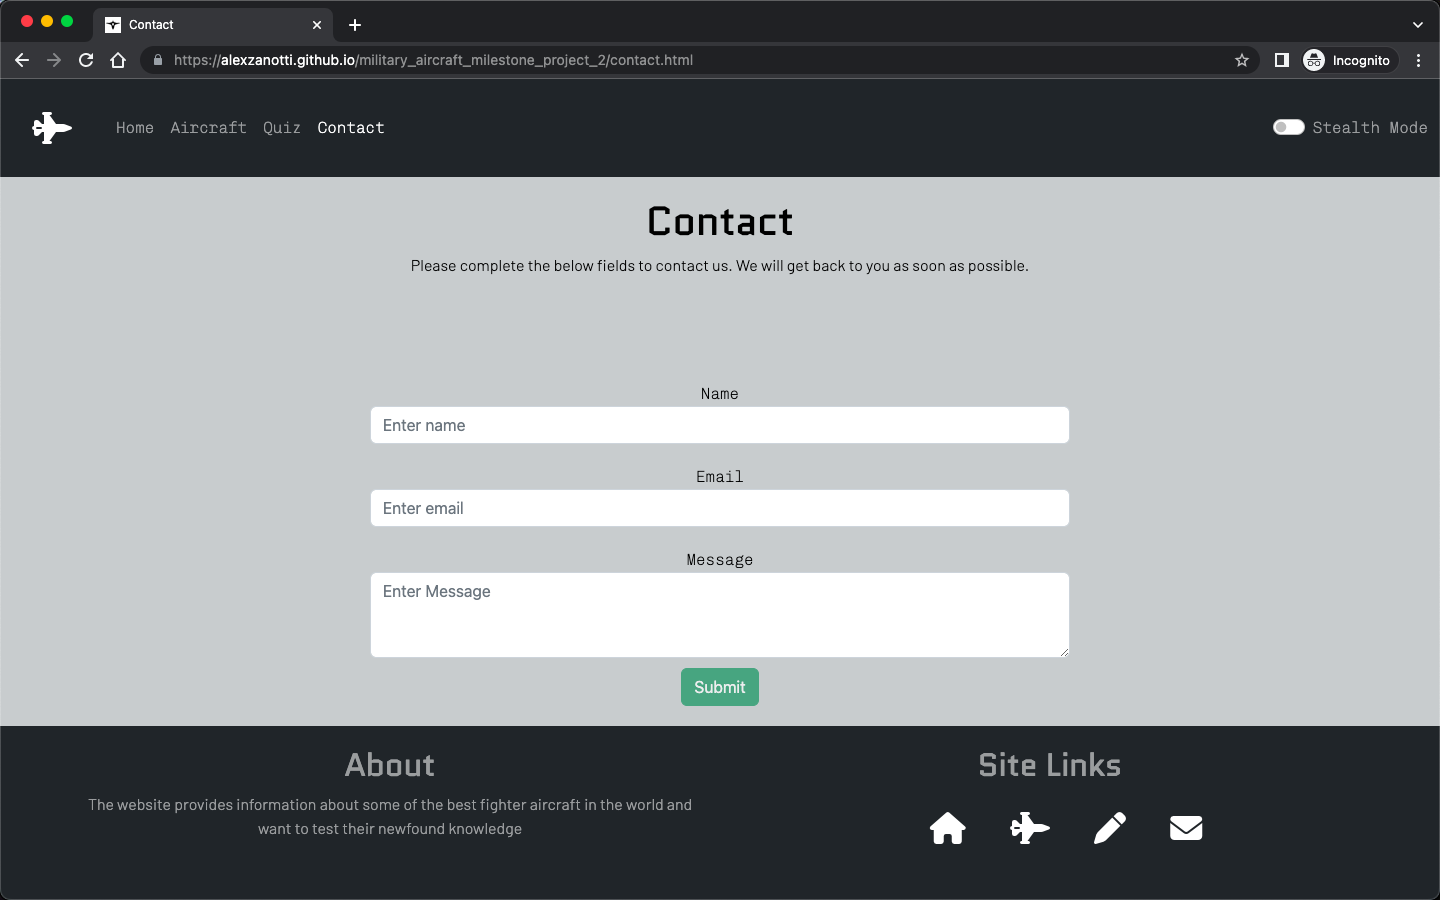 Contact
https://alexzanotti.github.io/military_aircraft_milestone_project_2/contact.html
Incognito
Home Aircraft Quiz Contact
Stealth Mode
Contact
Please complete the below fields to contact us. We will get back to you as soon as possible.
Name
Enter name
Email
Enter email
Message
Enter Message
Submit
About
The website provides information about some of the best fighter aircraft in the world and
want to test their newfound knowledge
Site Links